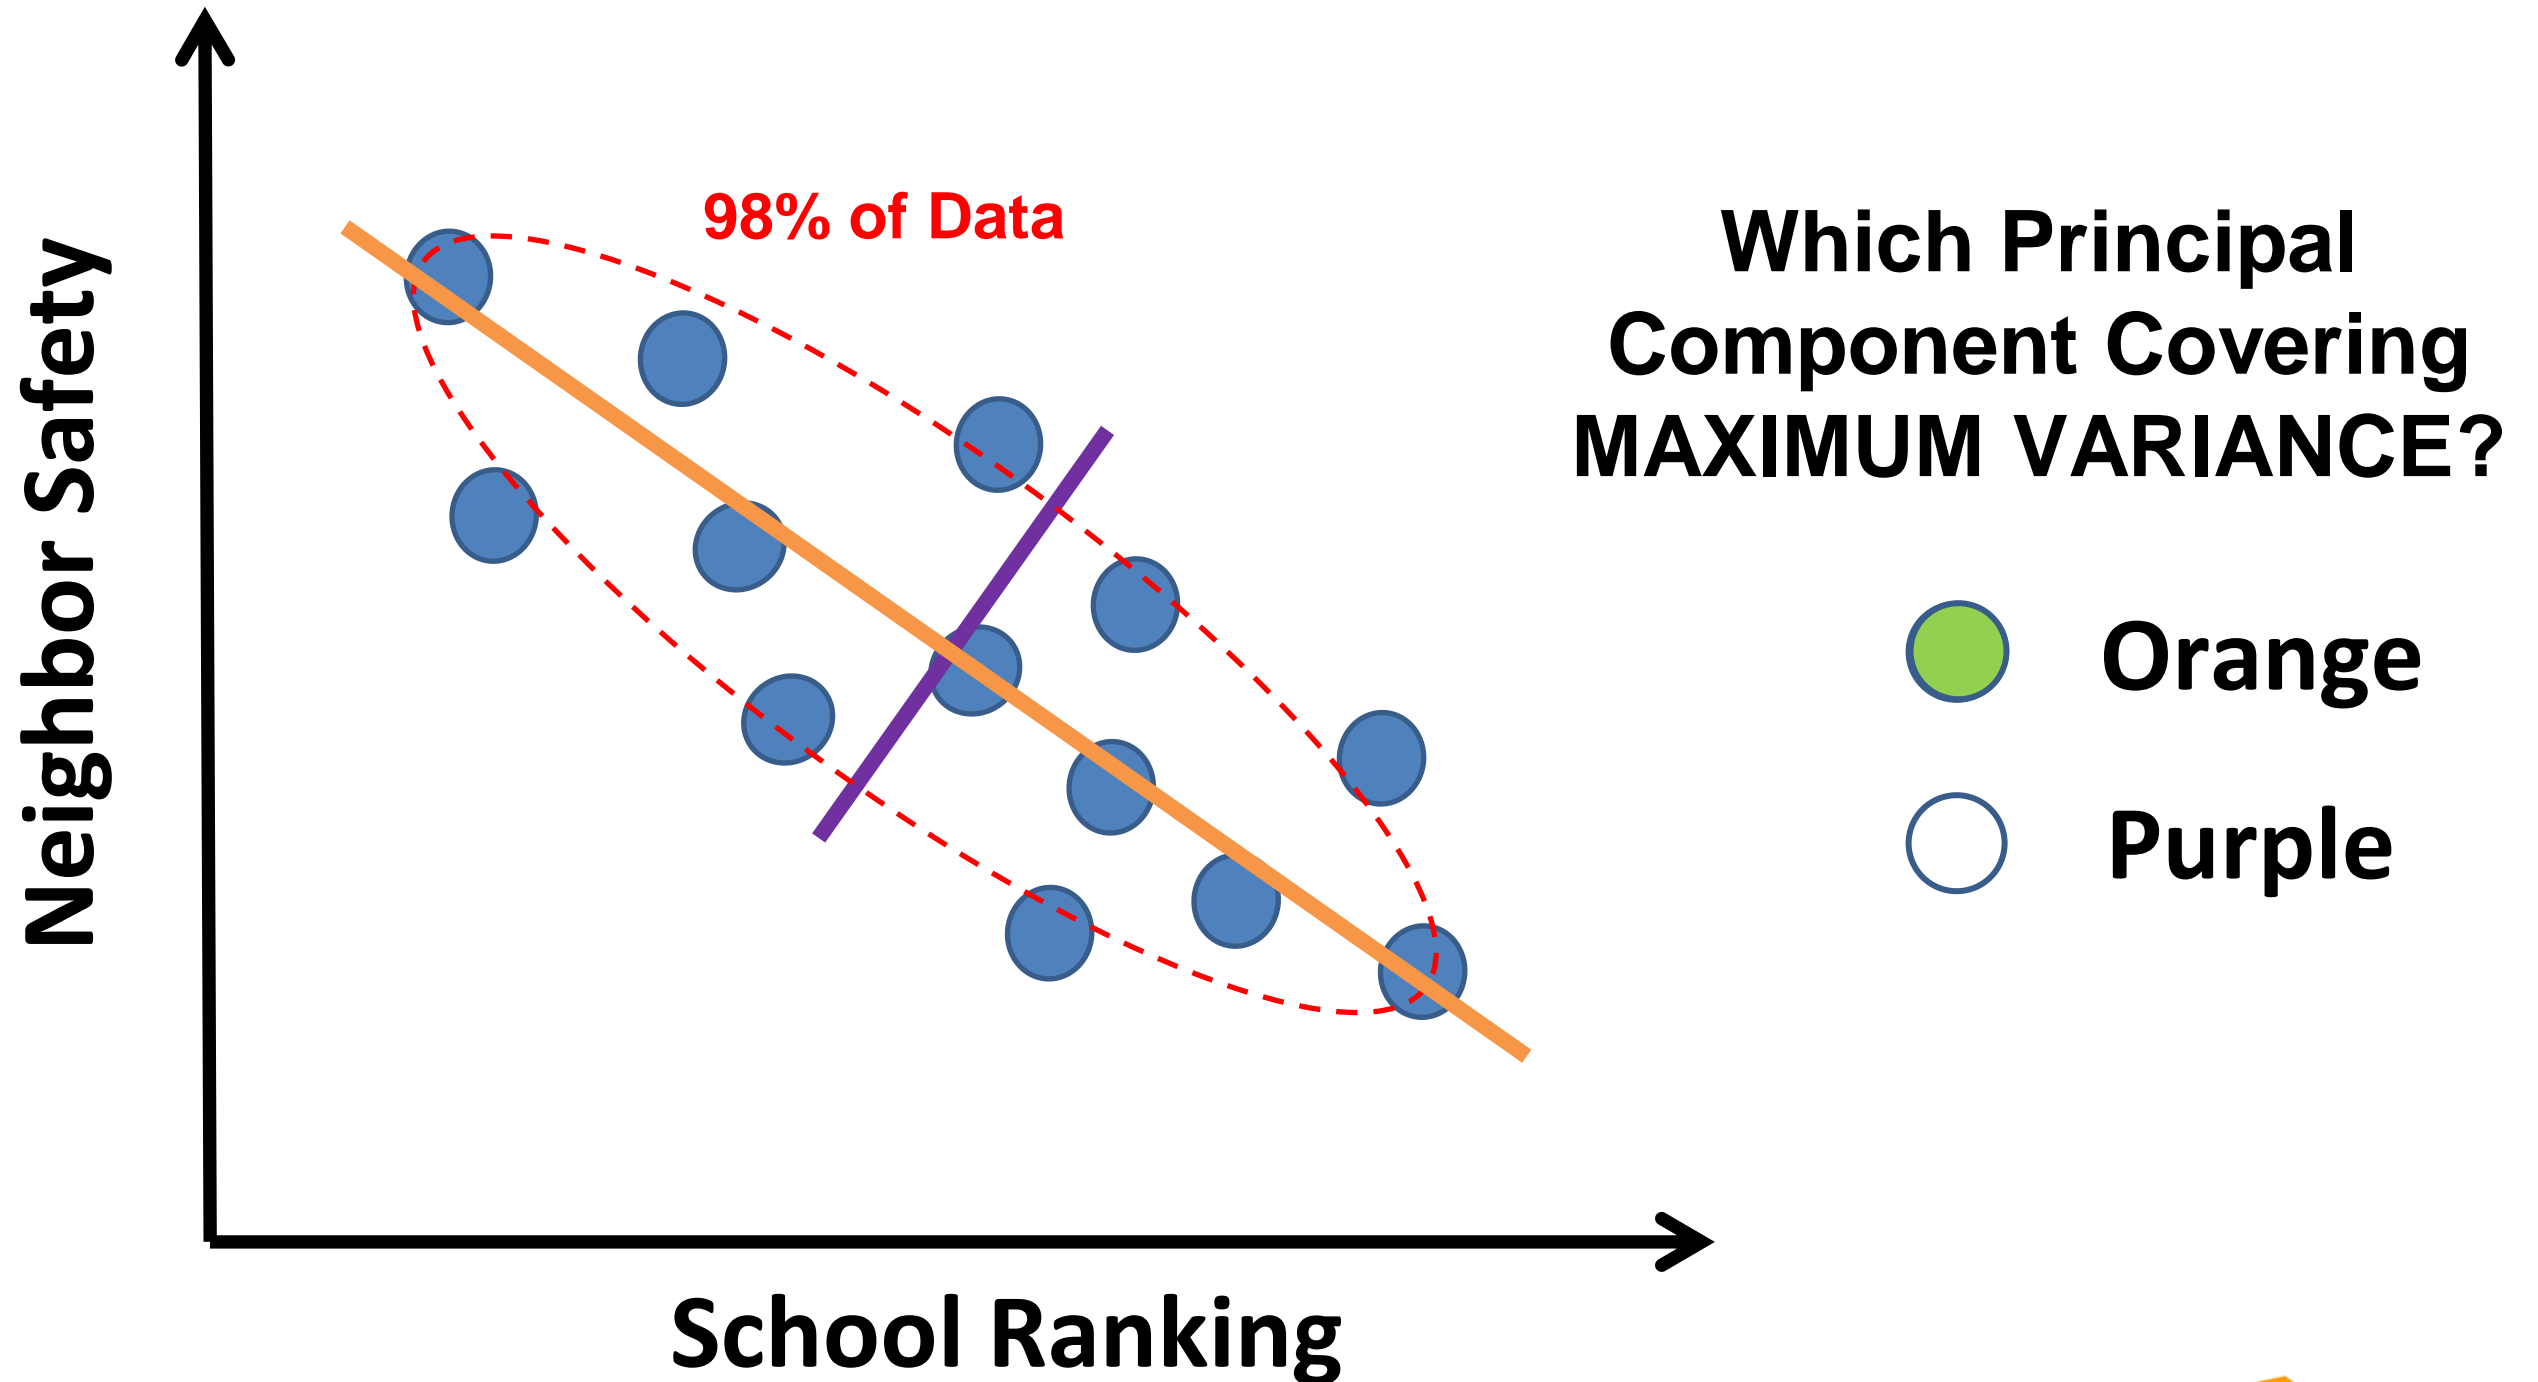 Neighbor Safety
98% of Data
School Ranking
Which Principal
Component Covering
MAXIMUM VARIANCE?
Orange
Purple